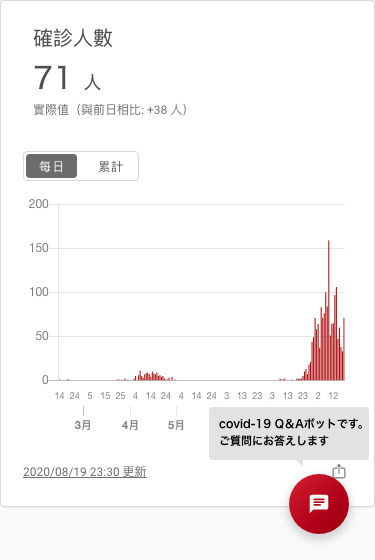 確診人數
71 人
實際值（與前日相比: +38 人）
每日 累計
200
150
100
50
0
14 24 5 15 25 4 14 24 4 14 24 3 13 23 3 13 23 2 12
3月 4月 5月
covid-19 Q&Aボットです。
ご質問にお答えします
2020/08/19 23:30 更新